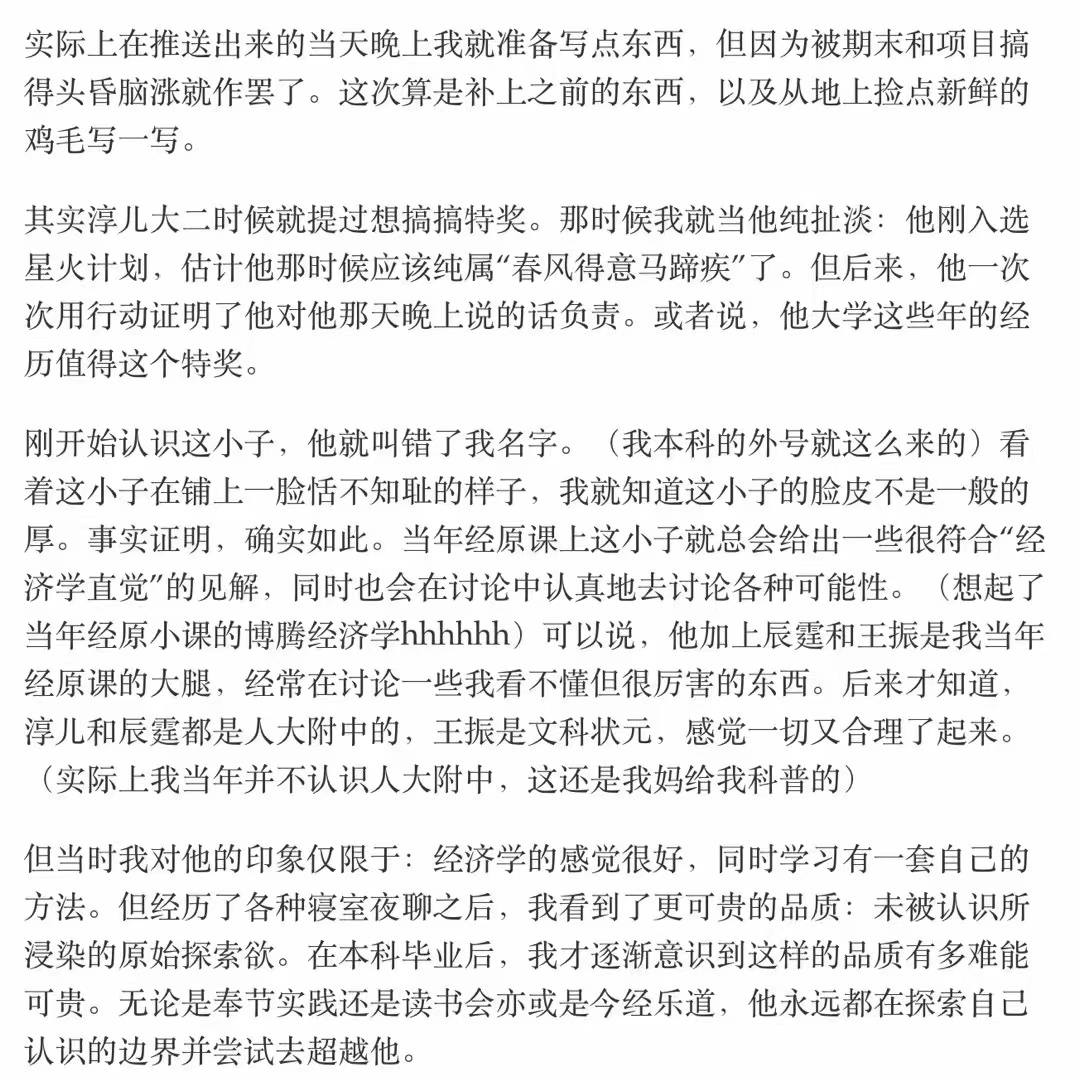 实际上在推送出来的当天晚上我就准备写点东西，但因为被期末和项目搞
得头昏脑涨就作罢了。这次算是补上之前的东西，以及从地上捡点新鲜的
鸡毛写一写。
其实淳儿大二时候就提过想搞搞特奖。那时候我就当他纯扯淡：他刚入选
星火计划，估计他那时候应该纯属“春风得意马蹄疾”了。但后来，他一次
次用行动证明了他对他那天晚上说的话负责。或者说，他大学这些年的经
历值得这个特奖。
刚开始认识这小子，他就叫错了我名字。（我本科的外号就这么来的）看
着这小子在铺上一脸恬不知耻的样子，我就知道这小子的脸皮不是一般的
厚。事实证明，确实如此。当年经原课上这小子就总会给出一些很符合“经
济学直觉”的见解，同时也会在讨论中认真地去讨论各种可能性。（想起了
当年经原小课的博腾经济学hhhhhh）可以说，他加上辰霆和王振是我当年
经原课的大腿，经常在讨论一些我看不懂但很厉害的东西。后来才知道，
淳儿和辰霆都是人大附中的，王振是文科状元，感觉一切又合理了起来。
（实际上我当年并不认识人大附中，这还是我妈给我科普的）
但当时我对他的印象仅限于：经济学的感觉很好，同时学习有一套自己的
方法。但经历了各种寝室夜聊之后，我看到了更可贵的品质：未被认识所
浸染的原始探索欲。在本科毕业后，我才逐渐意识到这样的品质有多难能
可贵。无论是奉节实践还是读书会亦或是今经乐道，他永远都在探索自己
认识的边界并尝试去超越他。